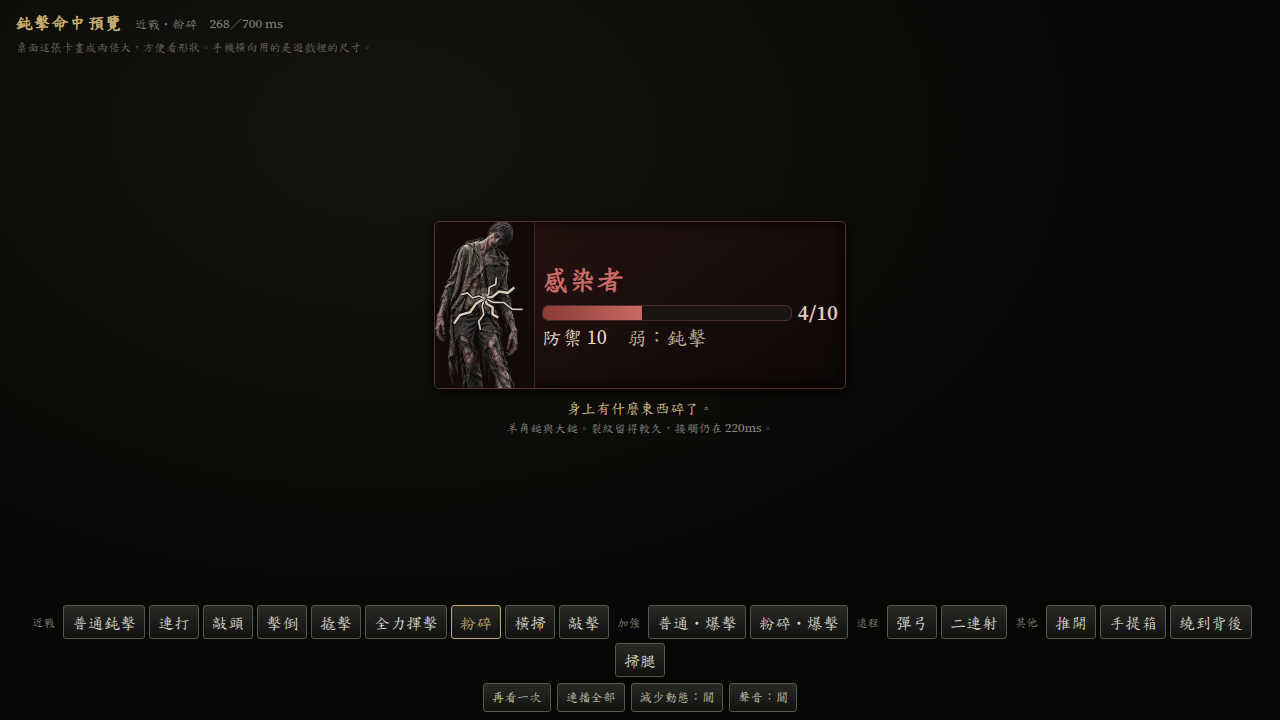 鈍擊命中預覽 近戰・粉碎 268／700 ms
桌面這張卡畫成兩倍大，方便看形狀。手機橫向用的是遊戲裡的尺寸。
感染者
4/10
防禦 10 弱：鈍擊
身上有什麼東西碎了。
羊角鎚與大鎚。裂紋留得較久，接觸仍在 220ms。
近戰 普通鈍擊 連打 敲頭 擊倒 撬擊 全力揮擊 粉碎 橫掃 敲擊 加強 普通・爆擊 粉碎・爆擊 遠程 彈弓 二連射 其他 推開 手提箱 繞到背後
掃腿
再看一次 連播全部 減少動態：關 聲音：關